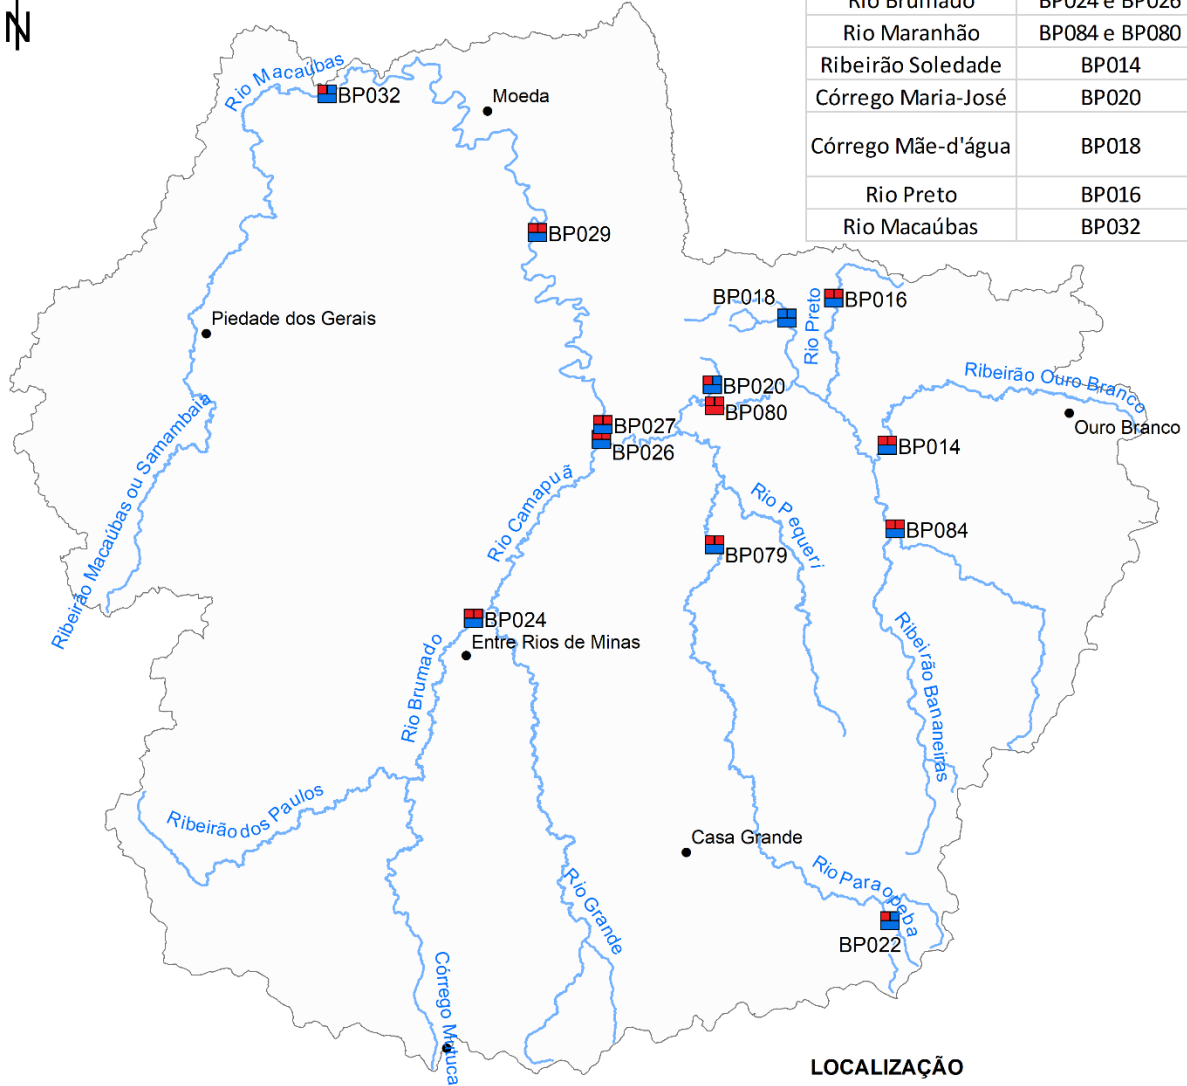 N
Rio Brumado BP024 e BP026
Rio Maranhão BP084 e BP080
Ribeirão Soledade BP014
Córrego Maria-José BP020
Córrego Mãe-d'água BP018
Rio Preto BP016
Rio Macaúbas BP032
Rio Macaúbas
BP032
Moeda
BP029
BP018
Rio Preto
BP016
Piedade dos Gerais
Ribeirão Ouro Branco
BP020
BP080
Ouro Branco
BP027
BP026
BP014
Ribeirão Macaúbas ou Samambaia
Rio Camapuã
Rio Pequeri
BP084
BP079
BP024
Entre Rios de Minas
Rio Brumado
Ribeirão Bananeiras
Ribeirão dos Paulos
Casa Grande
Rio Paraopeba
Rio Grande
BP022
Córrego Mutuca
LOCALIZAÇÃO